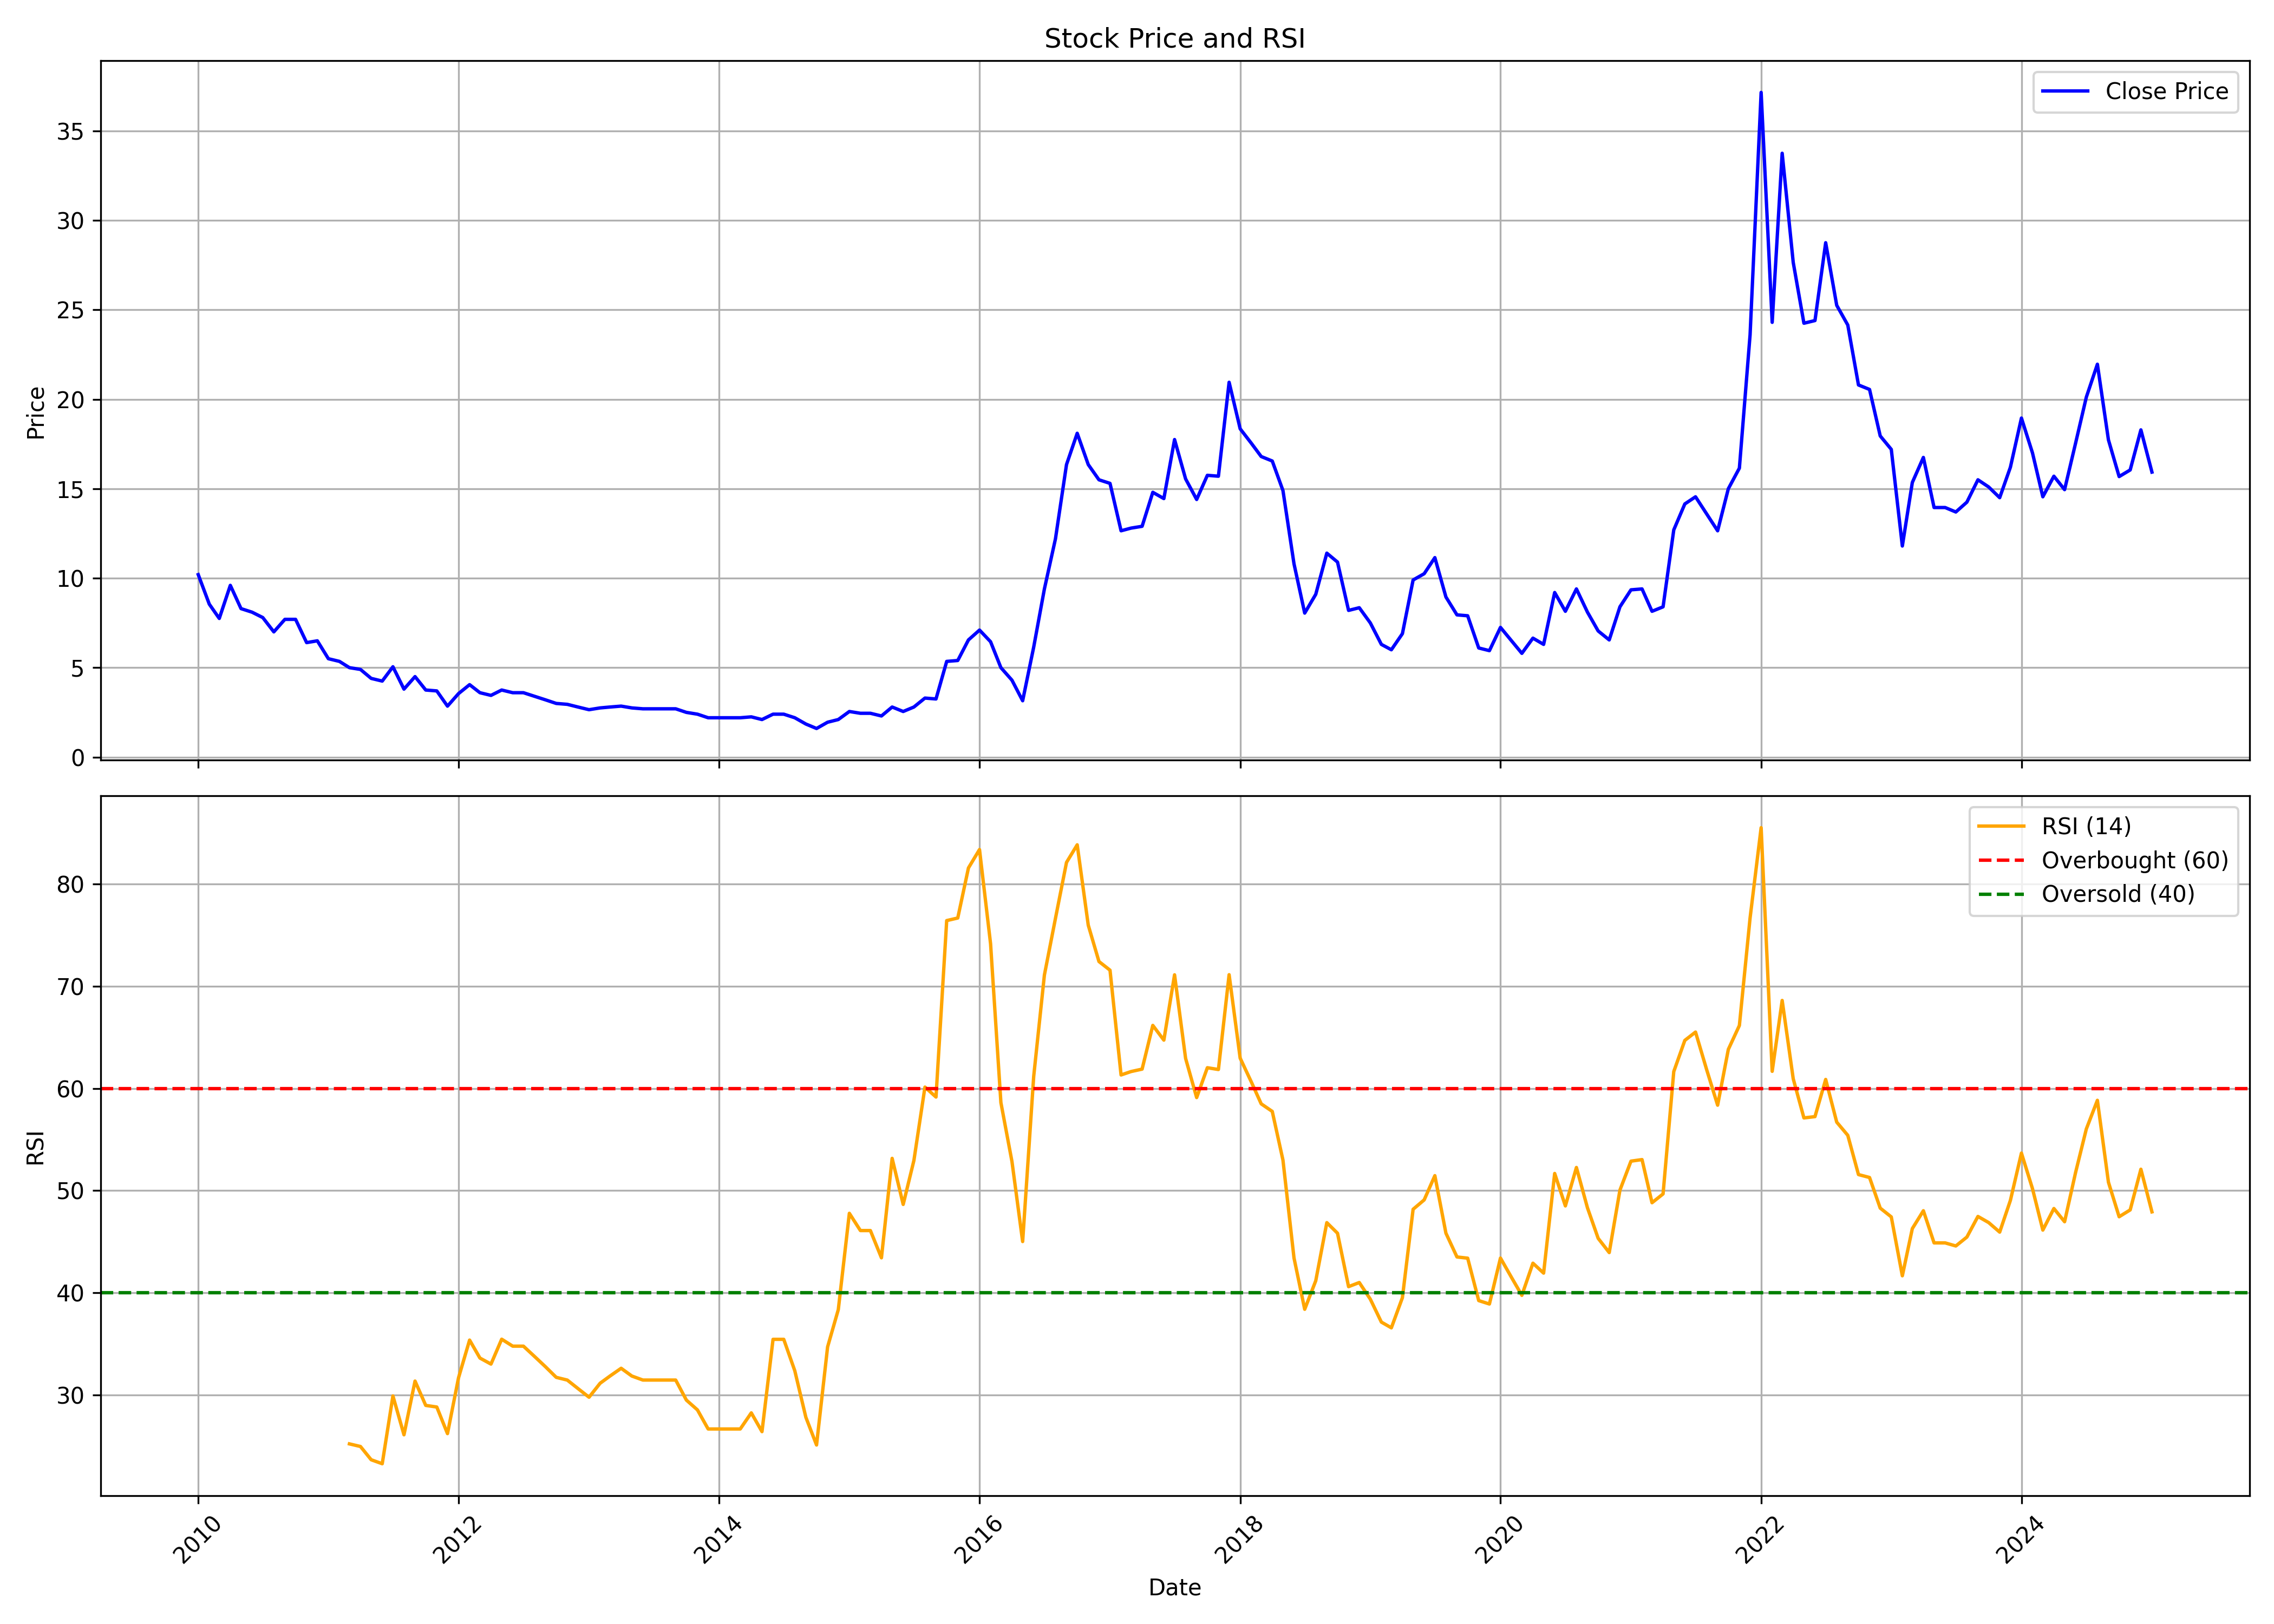 Stock Price and RSI
Close Price
35
30
25
20
15
10
5
0
Price
RSI (14)
Overbought (60)
Oversold (40)
80
70
60
50
40
30
RSI
2010
2012
2014
2016
2018
2020
2022
2024
Date